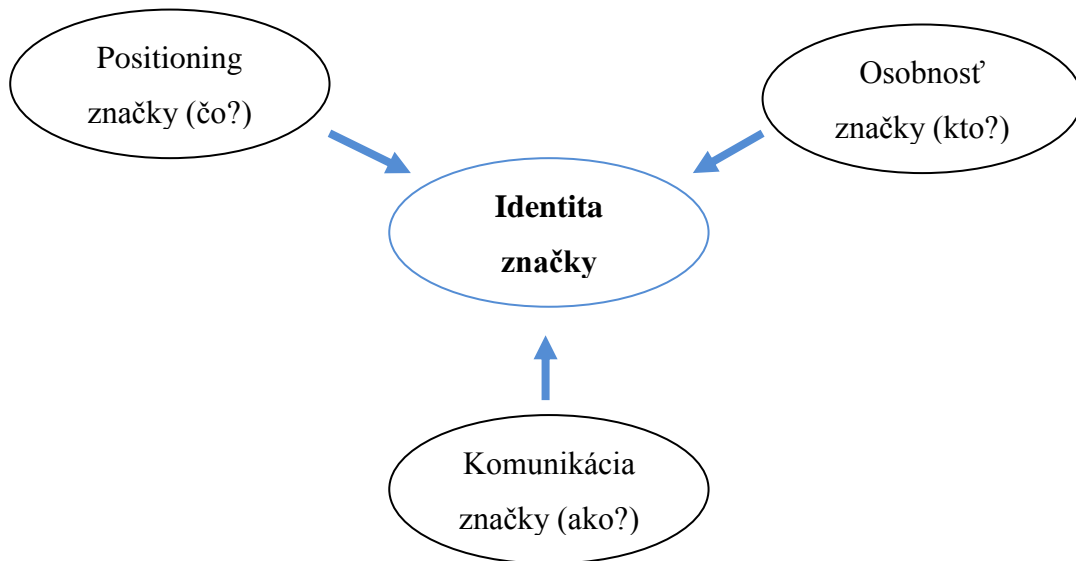 Positioning
značky (čo?)
Osobnosť
značky (kto?)
Identita
značky
Komunikácia
značky (ako?)